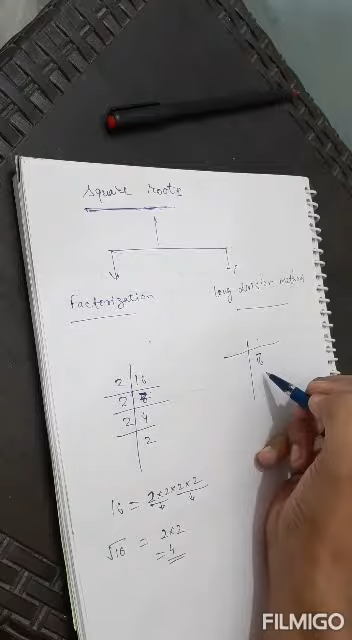 square roots
Factorization
long division method
2 | 16
2 | 8
2 | 4
2
16 = 2 × 2 × 2 × 2
√16 = 2 × 2
= 4
FILMIGO